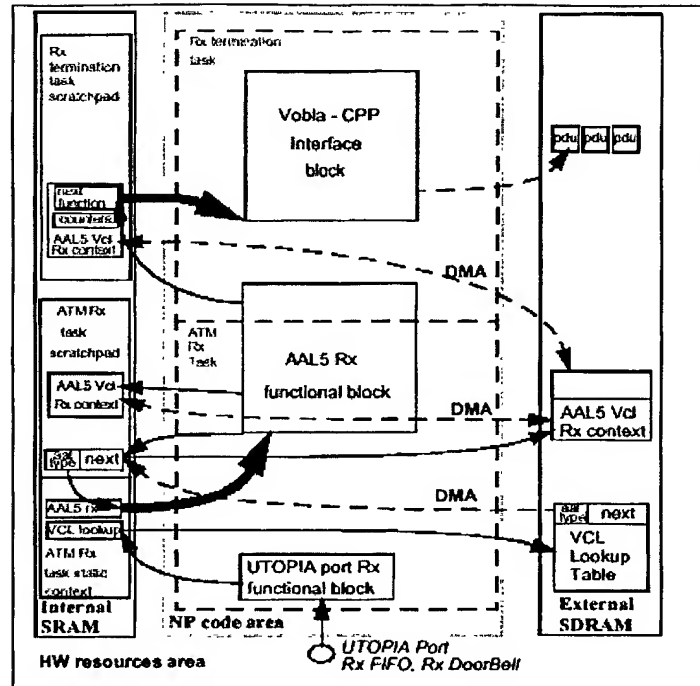 Rx
termination
task
scratchpad
next
function
counters
AAL5 Vcl
Rx context
ATM Rx
task
scratchpad
AAL5 Vcl
Rx context
aal
type
next
AAL5 rx
VCL lookup
ATM Rx
task static
context
Internal
SRAM
Rx termination
task
Vobla - CPP
Interface
block
ATM
Rx
Task
AAL5 Rx
functional block
UTOPIA port Rx
functional block
NP code area
DMA
DMA
DMA
pdu pdu pdu
AAL5 Vcl
Rx context
aal
type
next
VCL
Lookup
Table
External
SDRAM
HW resources area
UTOPIA Port
Rx FIFO, Rx DoorBell